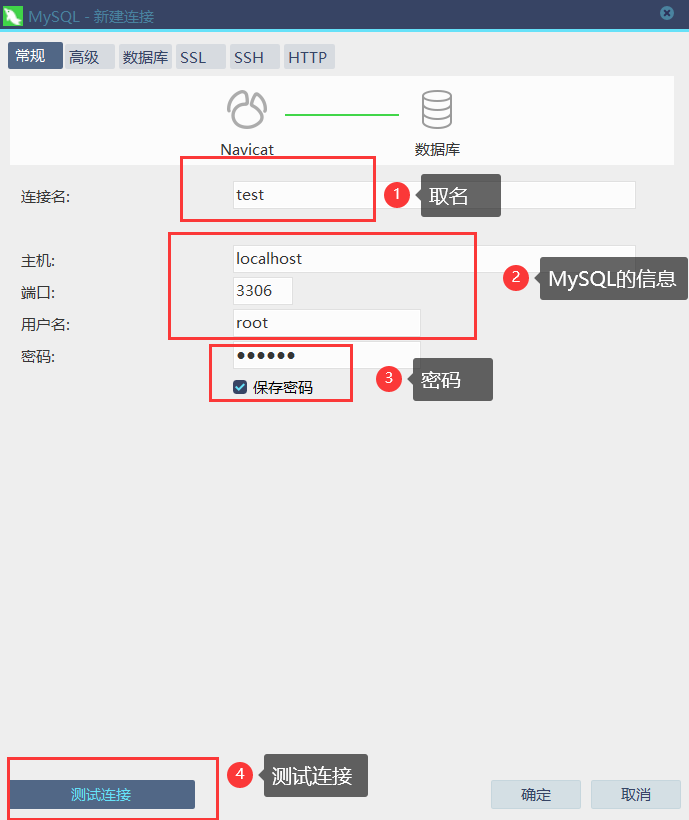 MySQL - 新建连接
常规 高级 数据库 SSL SSH HTTP
Navicat 数据库
连接名: test 1 取名
主机: localhost
2 MySQL的信息
端口: 3306
用户名: root
密码: ●●●●●●
3 密码
保存密码
4 测试连接
测试连接 确定 取消